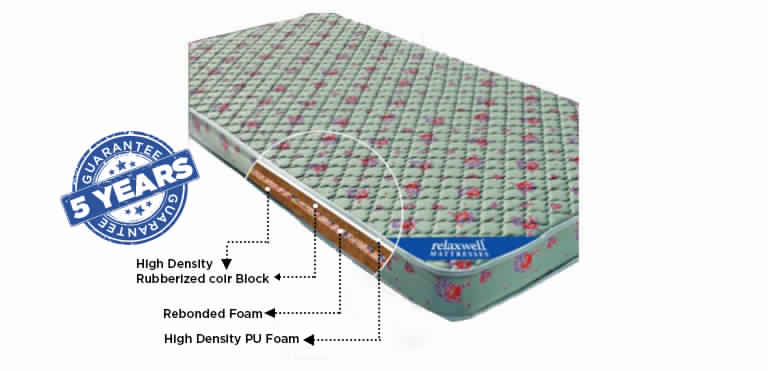 GUARANTEE
5 YEARS
GUARANTEE
relaxwell
MATTRESSES
High Density
Rubberized coir Block
Rebonded Foam
High Density PU Foam